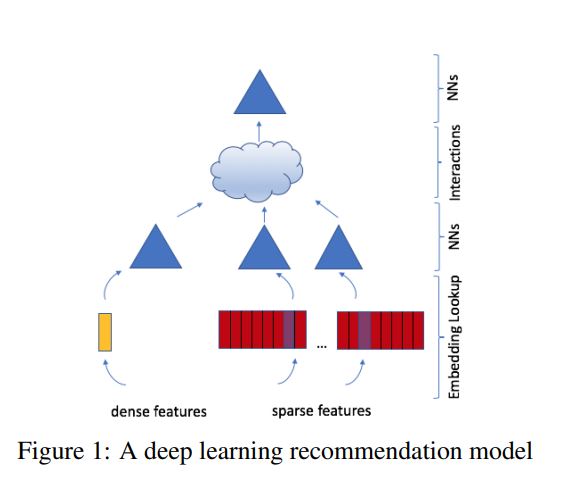 NNs
Interactions
NNs
Embedding Lookup
...
dense features
sparse features
Figure 1: A deep learning recommendation model